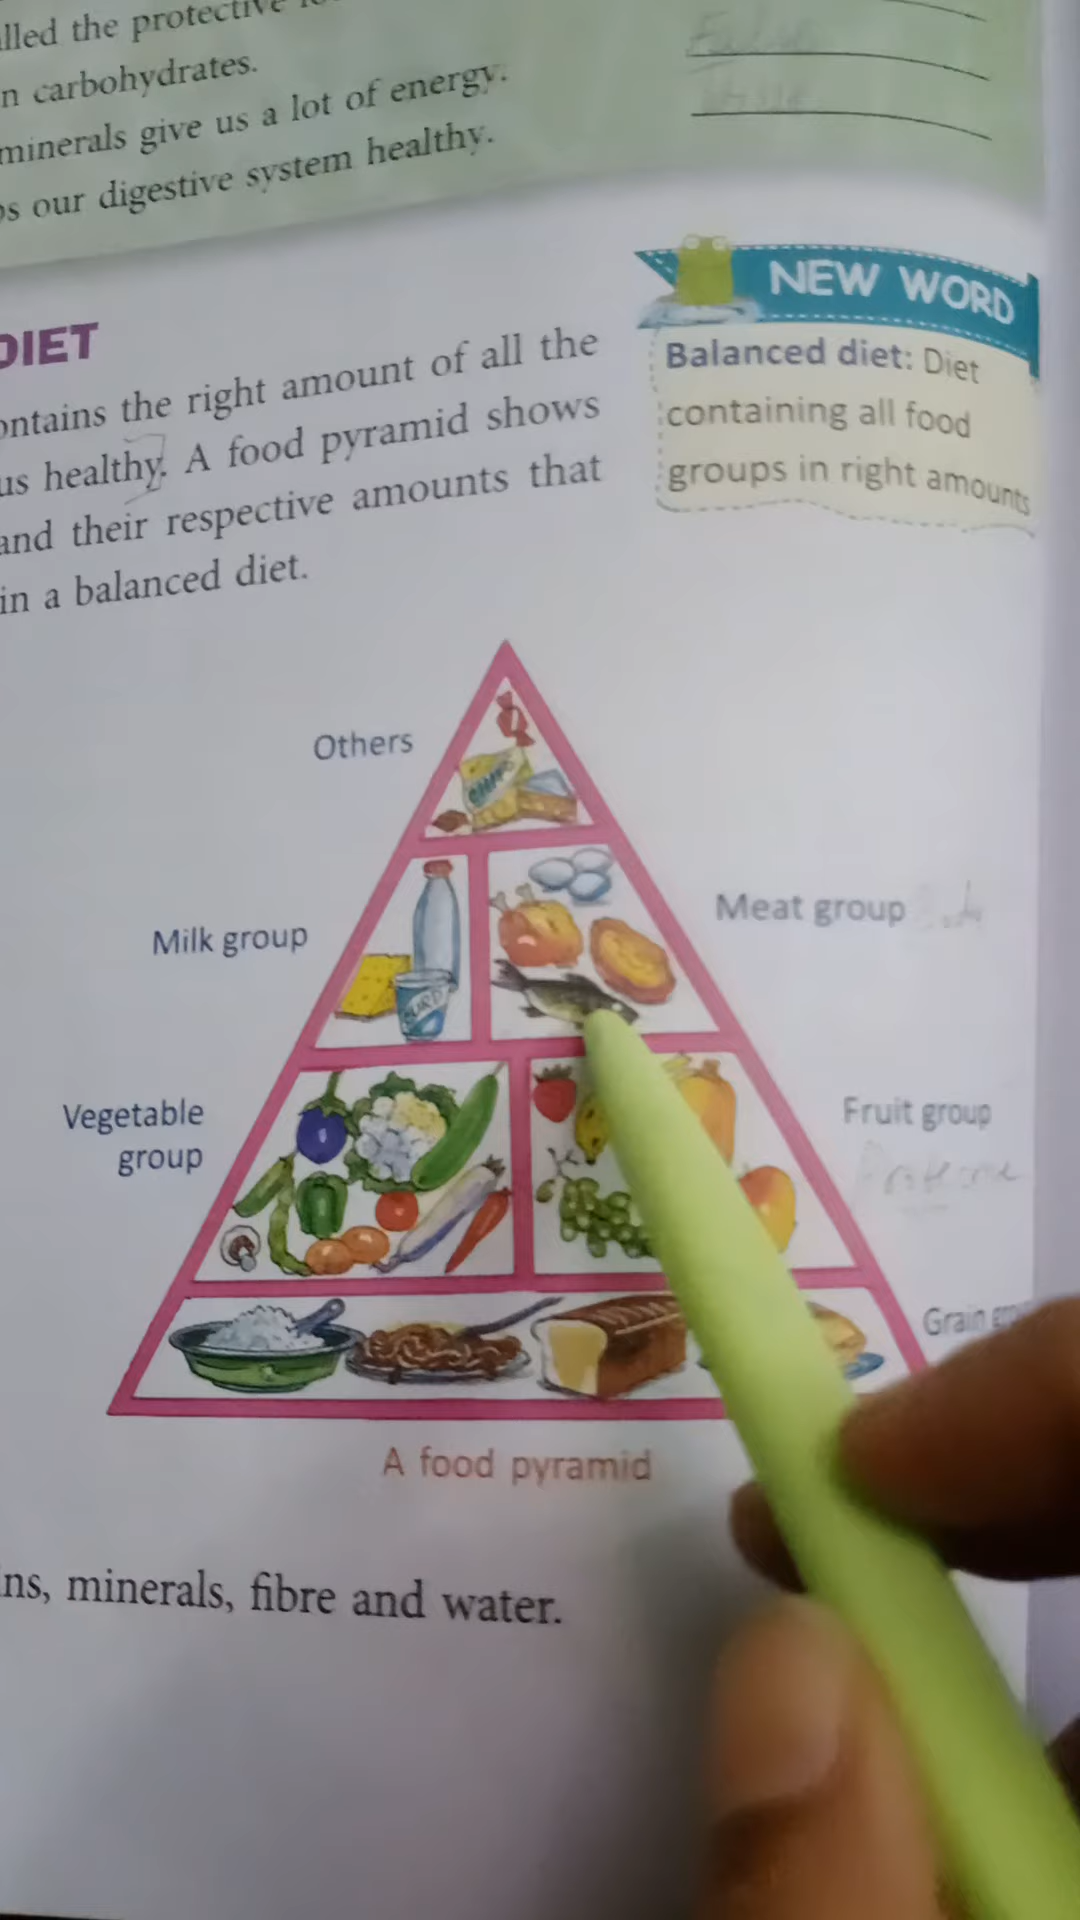 lled the protective
n carbohydrates.
minerals give us a lot of energy.
ps our digestive system healthy.
NEW WORD
Balanced diet: Diet
containing all food
groups in right amounts
DIET
ontains the right amount of all the
us healthy. A food pyramid shows
and their respective amounts that
in a balanced diet.
Others
CHIPS
Milk group
CURD
Meat group
Vegetable
group
Fruit group
Grain
A food pyramid
ns, minerals, fibre and water.